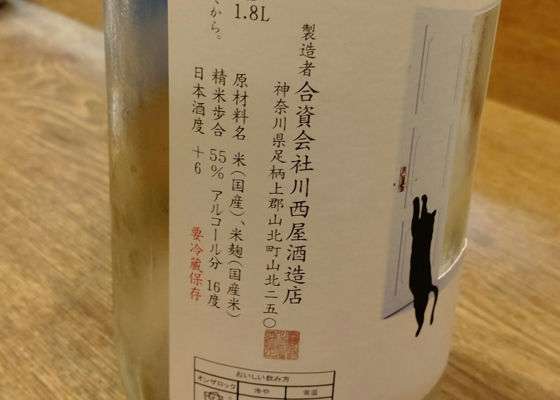 てから。
1.8L
製造者 合資会社川西屋酒造店
神奈川県足柄上郡山北町山北二五〇
原材料名 米(国産)、米麹(国産米)
精米歩合 55% アルコール分 16度
日本酒度 +6
要冷蔵保存
おいしい飲み方
オンザロック 冷や 常温